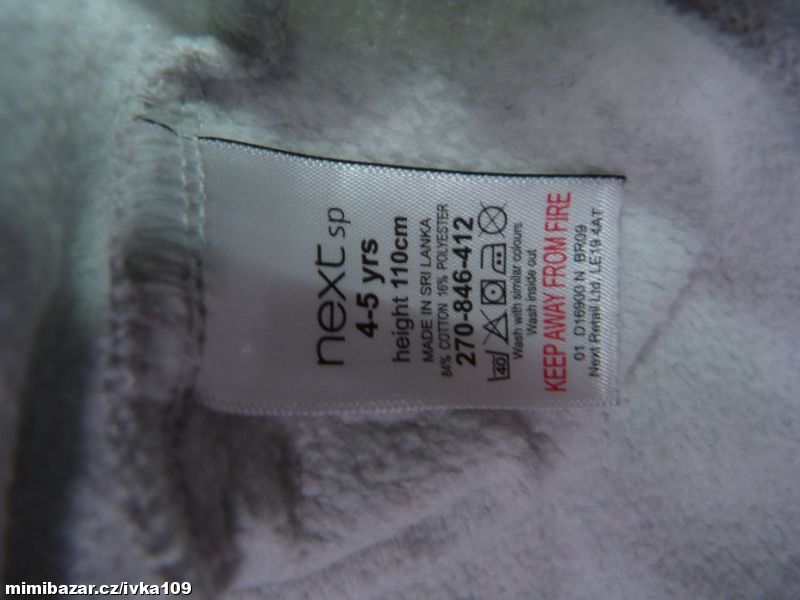 next sp
4-5 yrs
height 110cm
MADE IN SRI LANKA
84% COTTON 16% POLYESTER
270-846-412
40
Wash with similar colours
Wash inside out
KEEP AWAY FROM FIRE
01 D16900 N BR09
Next Retail Ltd, LE19 4AT
mimibazar.cz/ivka109